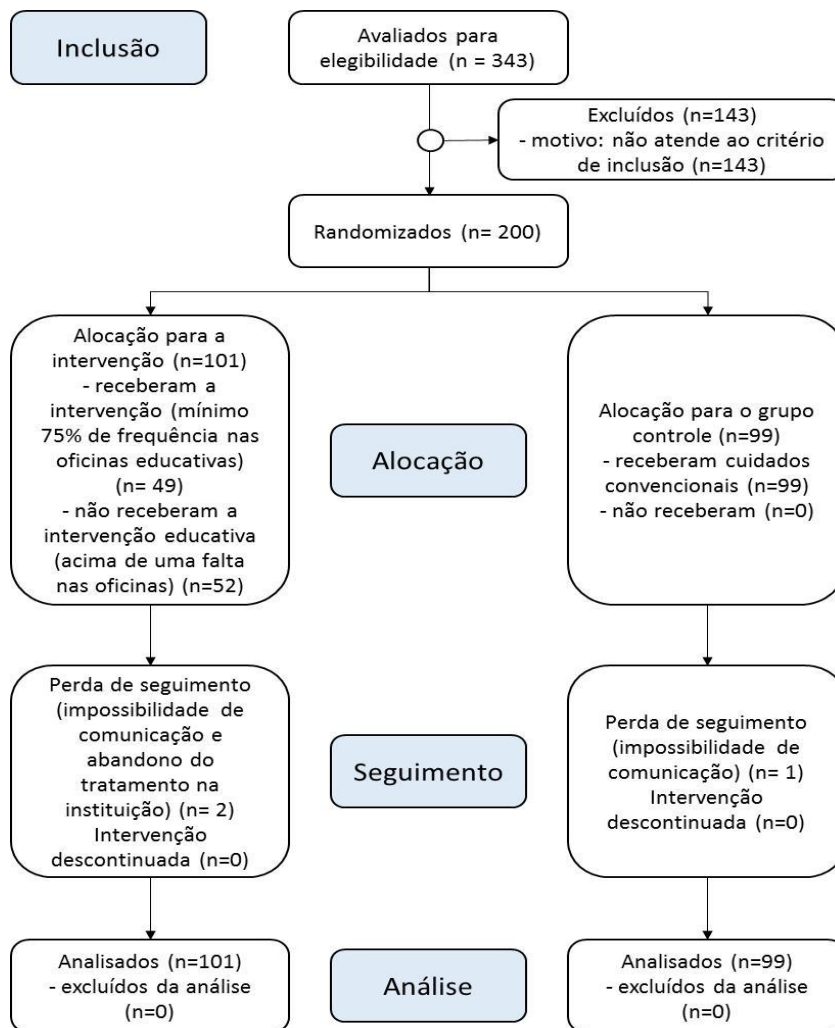 Inclusão
Avaliados para
elegibilidade (n = 343)
Excluídos (n=143)
- motivo: não atende ao critério
de inclusão (n=143)
Randomizados (n= 200)
Alocação para a
intervenção (n=101)
- receberam a
intervenção (mínimo
75% de frequência nas
oficinas educativas)
(n= 49)
- não receberam a
intervenção educativa
(acima de uma falta
nas oficinas) (n=52)
Alocação
Alocação para o grupo
controle (n=99)
- receberam cuidados
convencionais (n=99)
- não receberam (n=0)
Perda de seguimento
(impossibilidade de
comunicação e
abandono do
tratamento na
instituição) (n= 2)
Intervenção
descontinuada (n=0)
Seguimento
Perda de seguimento
(impossibilidade de
comunicação) (n= 1)
Intervenção
descontinuada (n=0)
Analisados (n=101)
- excluídos da análise
(n=0)
Análise
Analisados (n=99)
- excluídos da análise
(n=0)